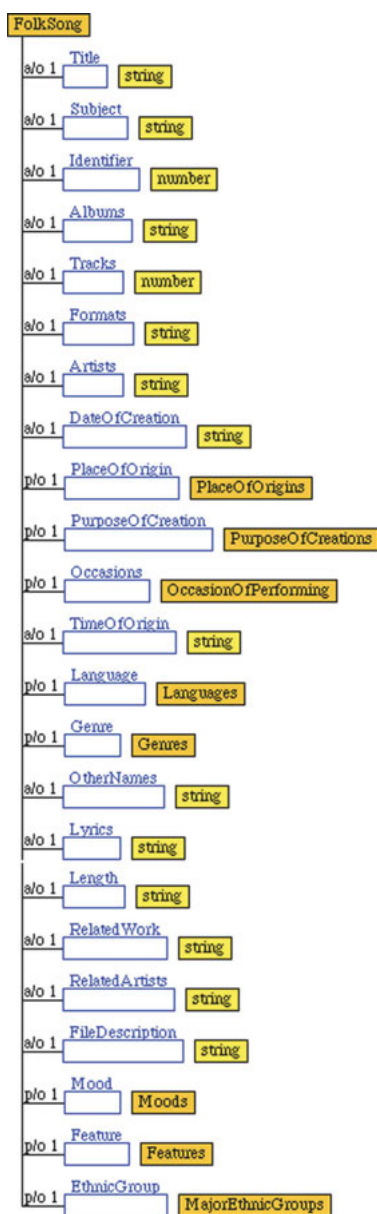 FolkSong
Title
a/o 1 string
Subject
a/o 1 string
Identifier
a/o 1 number
Albums
a/o 1 string
Tracks
a/o 1 number
Formats
a/o 1 string
Artists
a/o 1 string
DateOfCreation
a/o 1 string
PlaceOfOrigin
p/o 1 PlaceOfOrigins
PurposeOfCreation
p/o 1 PurposeOfCreations
Occasions
p/o 1 OccasionOfPerforming
TimeOfOrigin
a/o 1 string
Language
p/o 1 Languages
Genre
p/o 1 Genres
OtherNames
a/o 1 string
Lyrics
a/o 1 string
Length
a/o 1 string
RelatedWork
a/o 1 string
RelatedArtists
a/o 1 string
FileDescription
a/o 1 string
Mood
p/o 1 Moods
Feature
p/o 1 Features
EthnicGroup
p/o 1 MajorEthnicGroups